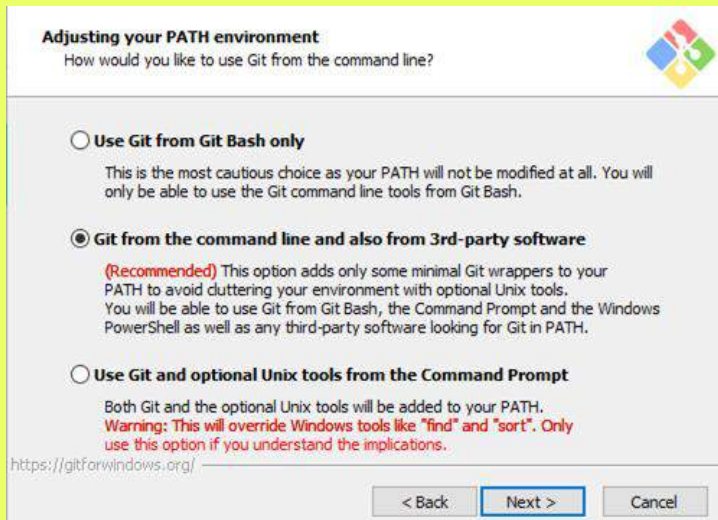 Adjusting your PATH environment
How would you like to use Git from the command line?
Use Git from Git Bash only
This is the most cautious choice as your PATH will not be modified at all. You will
only be able to use the Git command line tools from Git Bash.
Git from the command line and also from 3rd-party software
(Recommended) This option adds only some minimal Git wrappers to your
PATH to avoid cluttering your environment with optional Unix tools.
You will be able to use Git from Git Bash, the Command Prompt and the Windows
PowerShell as well as any third-party software looking for Git in PATH.
Use Git and optional Unix tools from the Command Prompt
Both Git and the optional Unix tools will be added to your PATH.
Warning: This will override Windows tools like "find" and "sort". Only
use this option if you understand the implications.
https://gitforwindows.org/
< Back Next > Cancel